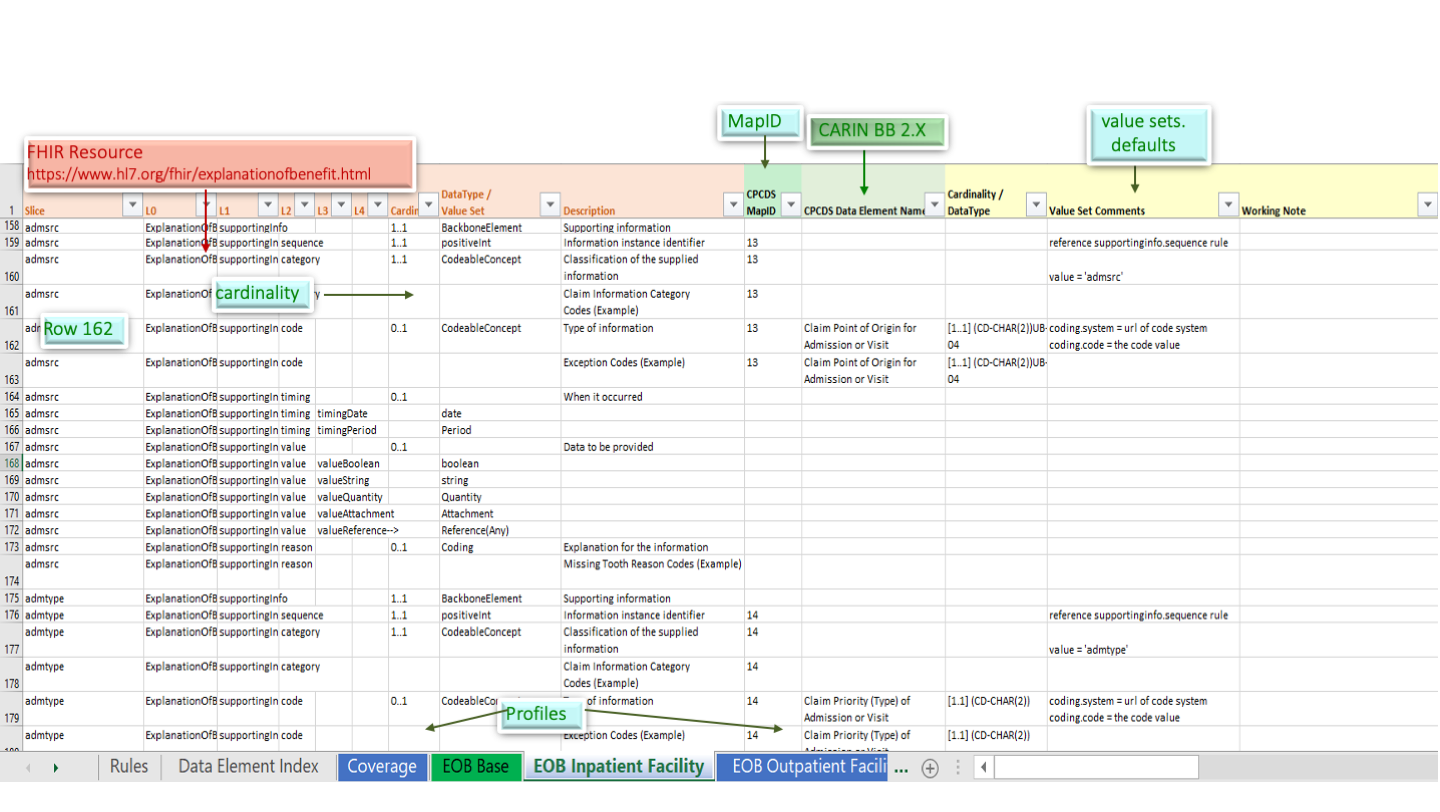 MapID
CARIN BB 2.X
value sets.
defaults
FHIR Resource
https://www.hl7.org/fhir/explanationofbenefit.html
DataType / CPCDS Cardinality /
1 Slice L0 L1 L2 L3 L4 Cardin Value Set Description MapID CPCDS Data Element Name DataType Value Set Comments Working Note
158 admsrc ExplanationOfB supportingInfo 1..1 BackboneElement Supporting information
159 admsrc ExplanationOfB supportingIn sequence 1..1 positiveInt Information instance identifier 13 reference supportinginfo.sequence rule
admsrc ExplanationOfB supportingIn category 1..1 CodeableConcept Classification of the supplied 13
160 information value = 'admsrc'
cardinality
admsrc ExplanationOf y Claim Information Category 13
161 Codes (Example)
Row 162
adm ExplanationOfB supportingIn code 0..1 CodeableConcept Type of information 13 Claim Point of Origin for [1..1] (CD-CHAR(2))UB- coding.system = url of code system
162 Admission or Visit 04 coding.code = the code value
admsrc ExplanationOfB supportingIn code Exception Codes (Example) 13 Claim Point of Origin for [1..1] (CD-CHAR(2))UB-
163 Admission or Visit 04
164 admsrc ExplanationOfB supportingIn timing 0..1 When it occurred
165 admsrc ExplanationOfB supportingIn timing timingDate date
166 admsrc ExplanationOfB supportingIn timing timingPeriod Period
167 admsrc ExplanationOfB supportingIn value 0..1 Data to be provided
168 admsrc ExplanationOfB supportingIn value valueBoolean boolean
169 admsrc ExplanationOfB supportingIn value valueString string
170 admsrc ExplanationOfB supportingIn value valueQuantity Quantity
171 admsrc ExplanationOfB supportingIn value valueAttachment Attachment
172 admsrc ExplanationOfB supportingIn value valueReference--> Reference(Any)
173 admsrc ExplanationOfB supportingIn reason 0..1 Coding Explanation for the information
admsrc ExplanationOfB supportingIn reason Missing Tooth Reason Codes (Example)
174
175 admtype ExplanationOfB supportingInfo 1..1 BackboneElement Supporting information
176 admtype ExplanationOfB supportingIn sequence 1..1 positiveInt Information instance identifier 14 reference supportinginfo.sequence rule
admtype ExplanationOfB supportingIn category 1..1 CodeableConcept Classification of the supplied 14
177 information value = 'admtype'
admtype ExplanationOfB supportingIn category Claim Information Category 14
178 Codes (Example)
admtype ExplanationOfB supportingIn code 0..1 CodeableCo of information 14 Claim Priority (Type) of [1.1] (CD-CHAR(2)) coding.system = url of code system
179 Admission or Visit coding.code = the code value
Profiles
admtype ExplanationOfB supportingIn code Exception Codes (Example) 14 Claim Priority (Type) of [1.1] (CD-CHAR(2))
Rules Data Element Index Coverage EOB Base EOB Inpatient Facility EOB Outpatient Facili ...